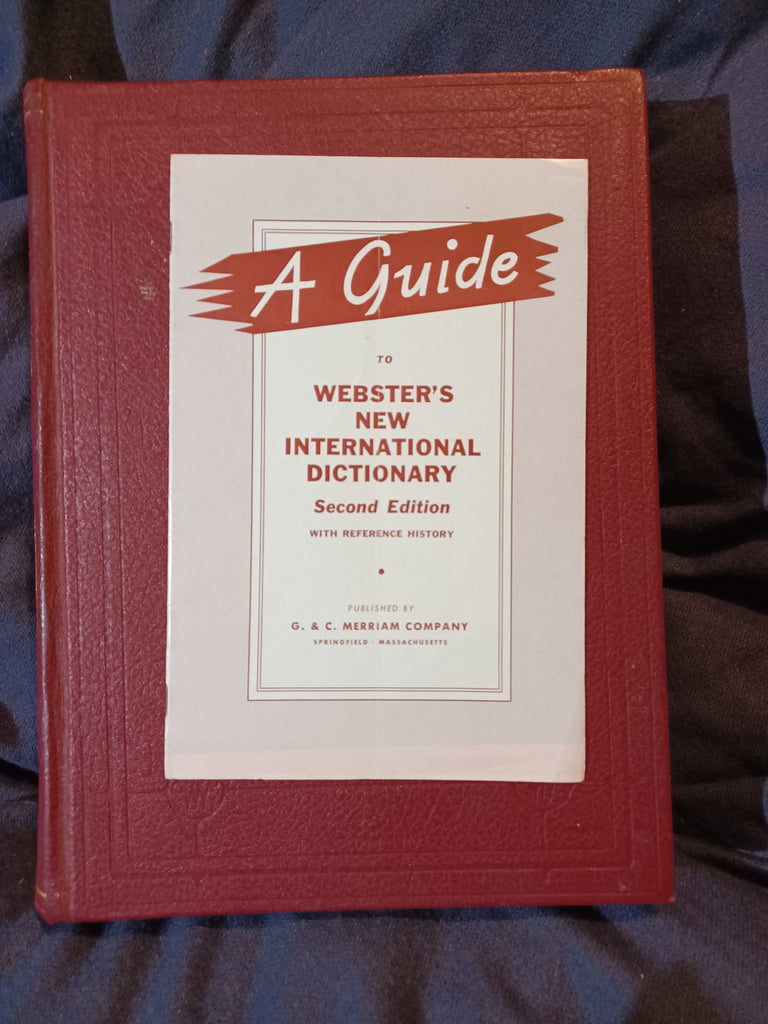 A Guide
TO
WEBSTER'S
NEW
INTERNATIONAL
DICTIONARY
Second Edition
WITH REFERENCE HISTORY
•
PUBLISHED BY
G. & C. MERRIAM COMPANY
SPRINGFIELD · MASSACHUSETTS